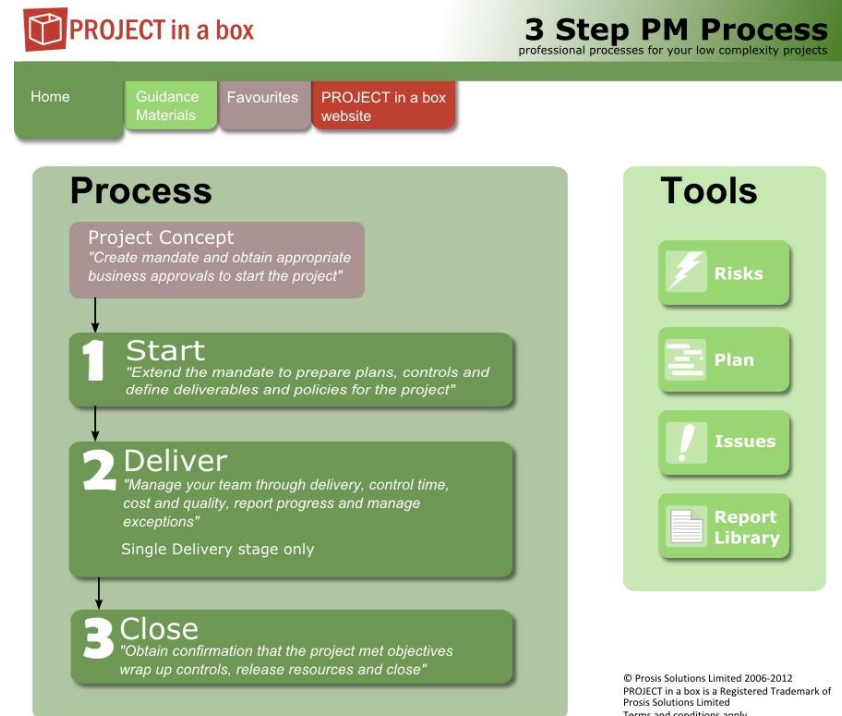 PROJECT in a box
3 Step PM Process
professional processes for your low complexity projects
Home
Guidance
Materials
Favourites
PROJECT in a box
website
Process
Project Concept
"Create mandate and obtain appropriate
business approvals to start the project"
1 Start
"Extend the mandate to prepare plans, controls and
define deliverables and policies for the project"
2 Deliver
"Manage your team through delivery, control time,
cost and quality, report progress and manage
exceptions"
Single Delivery stage only
3 Close
"Obtain confirmation that the project met objectives
wrap up controls, release resources and close"
Tools
Risks
Plan
Issues
Report
Library
© Prosis Solutions Limited 2006-2012
PROJECT in a box is a Registered Trademark of
Prosis Solutions Limited
Terms and conditions apply